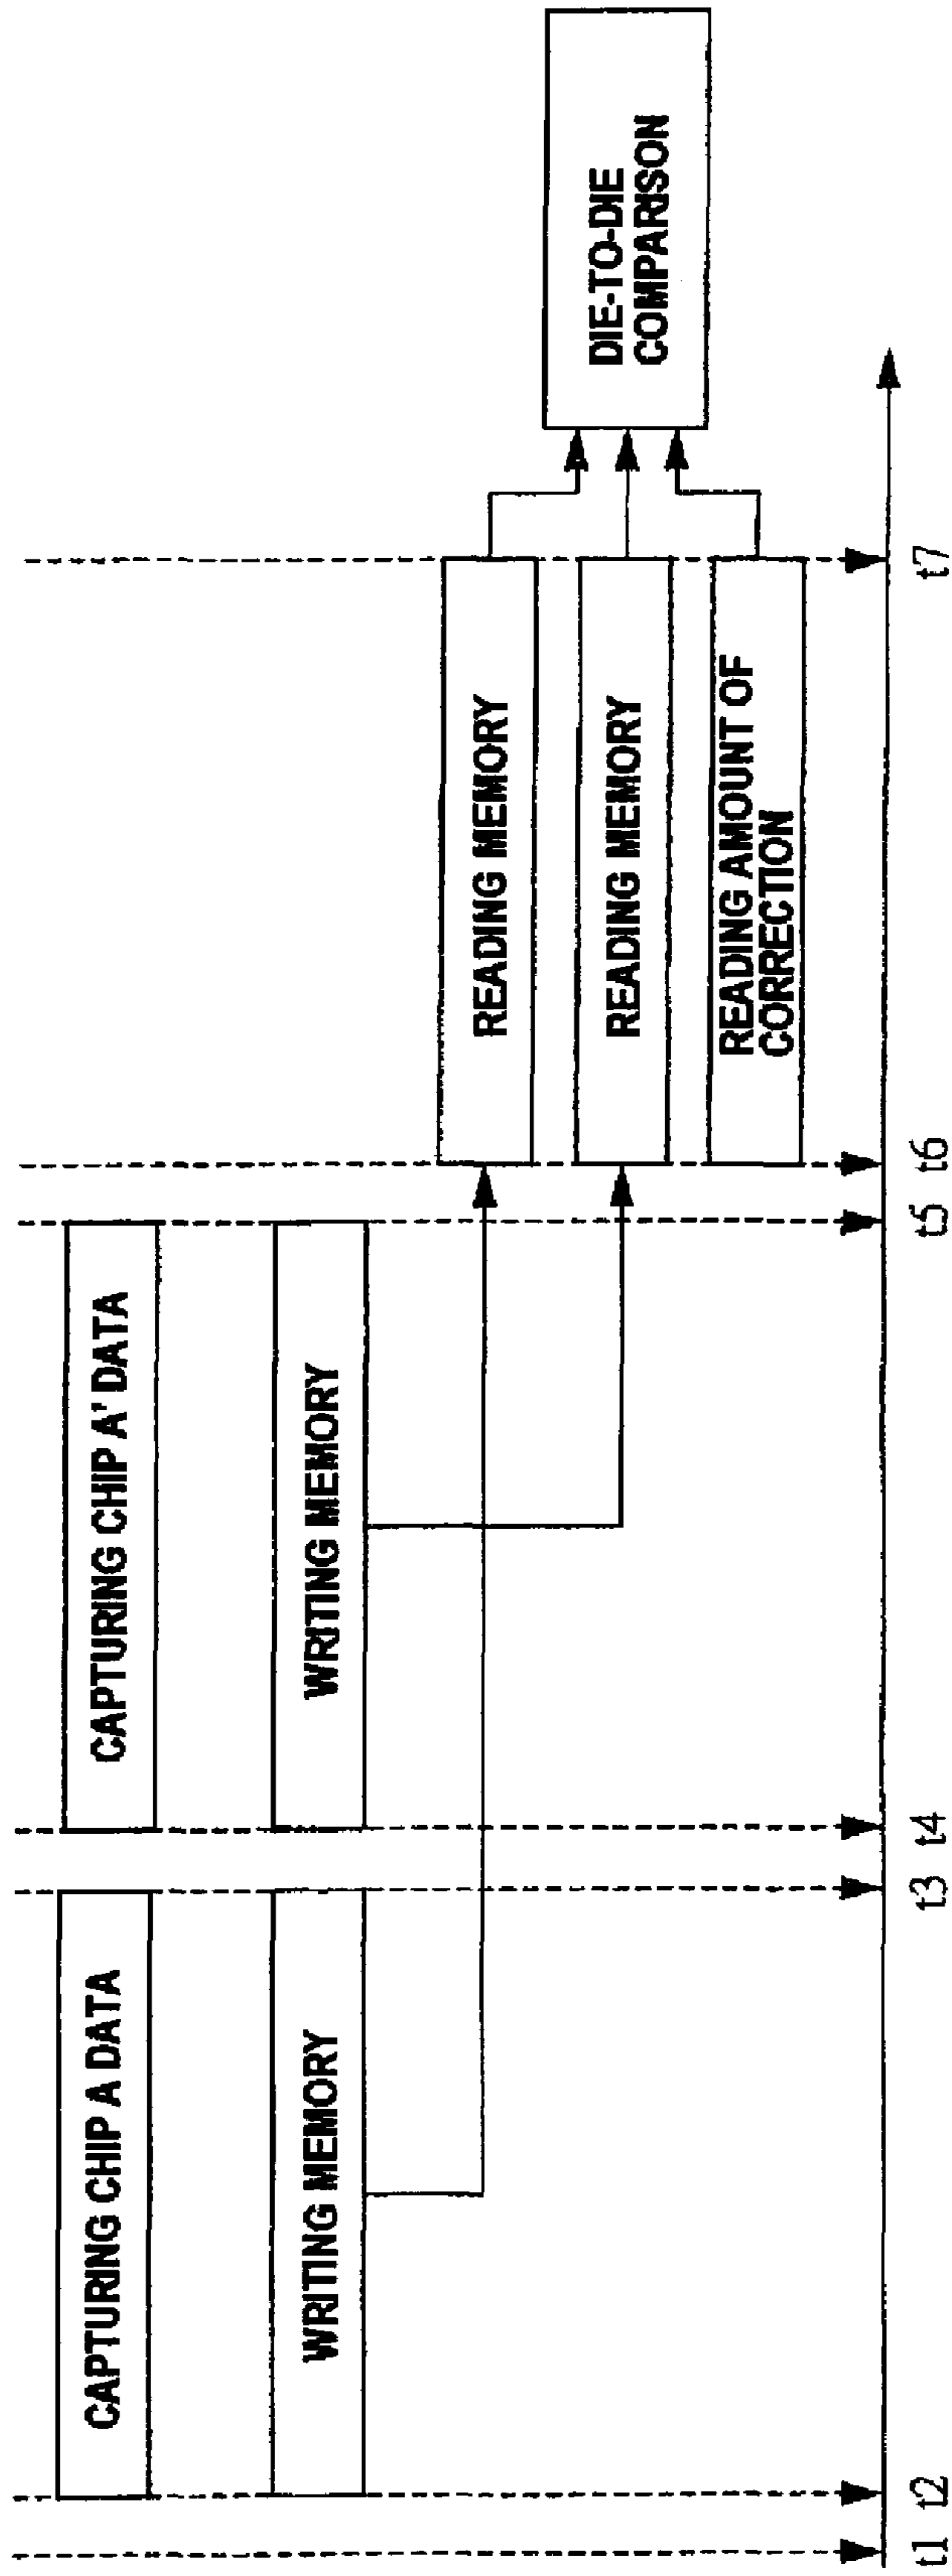 CAPTURING CHIP A DATA
CAPTURING CHIP A' DATA
WRITING MEMORY
WRITING MEMORY
READING MEMORY
READING MEMORY
READING AMOUNT OF
CORRECTION
DIE-TO-DIE
COMPARISON
t1 t2 t3 t4 t5 t6 t7